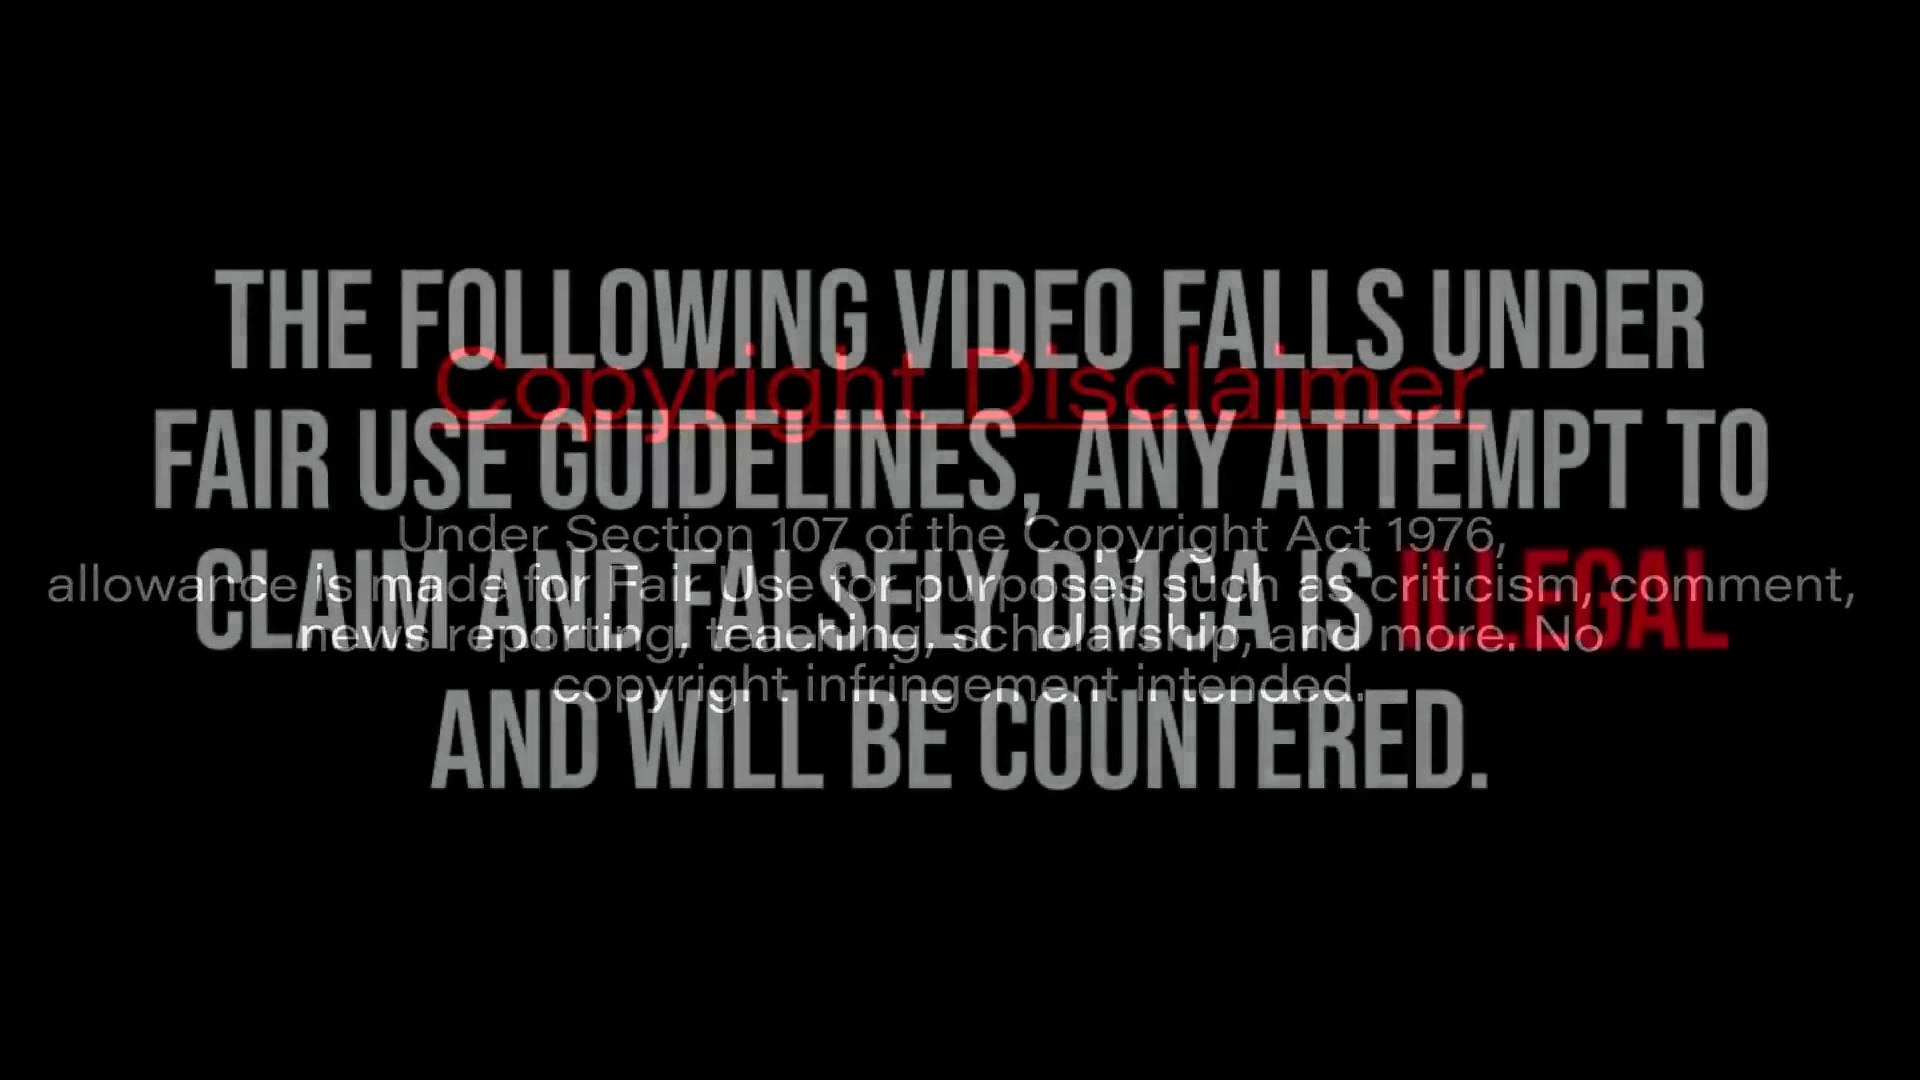 THE FOLLOWING VIDEO FALLS UNDER
FAIR USE GUIDELINES, ANY ATTEMPT TO
CLAIM AND FALSELY DMCA IS ILLEGAL
AND WILL BE COUNTERED.
Copyright Disclaimer
Under Section 107 of the Copyright Act 1976,
allowance is made for Fair Use for purposes such as criticism, comment,
news reporting, teaching, scholarship, and more. No
copyright infringement intended.